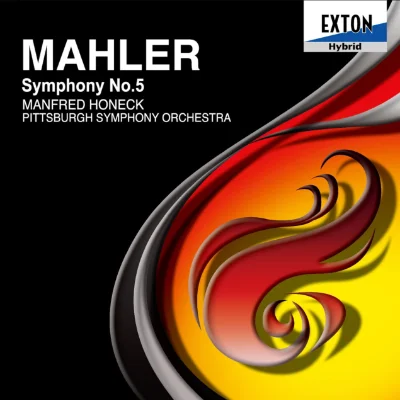 MAHLER
Symphony No.5
MANFRED HONECK
PITTSBURGH SYMPHONY ORCHESTRA
EXTON
Hybrid